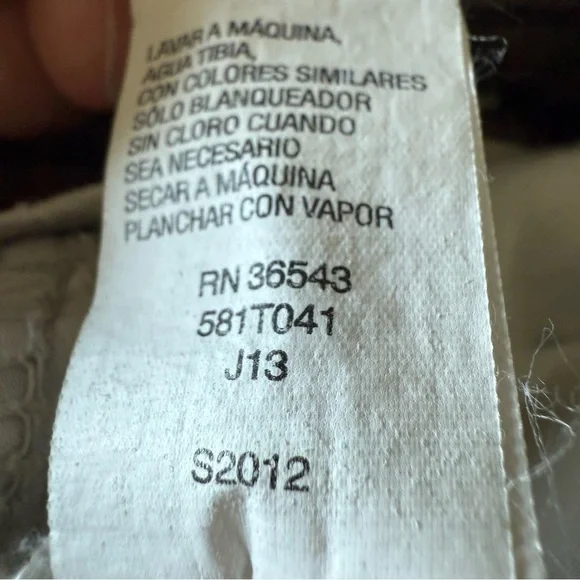 LAVAR A MÁQUINA,
AGUA TIBIA,
CON COLORES SIMILARES
SÓLO BLANQUEADOR
SIN CLORO CUANDO
SEA NECESARIO
SECAR A MÁQUINA
PLANCHAR CON VAPOR
RN 36543
581T041
J13
S2012